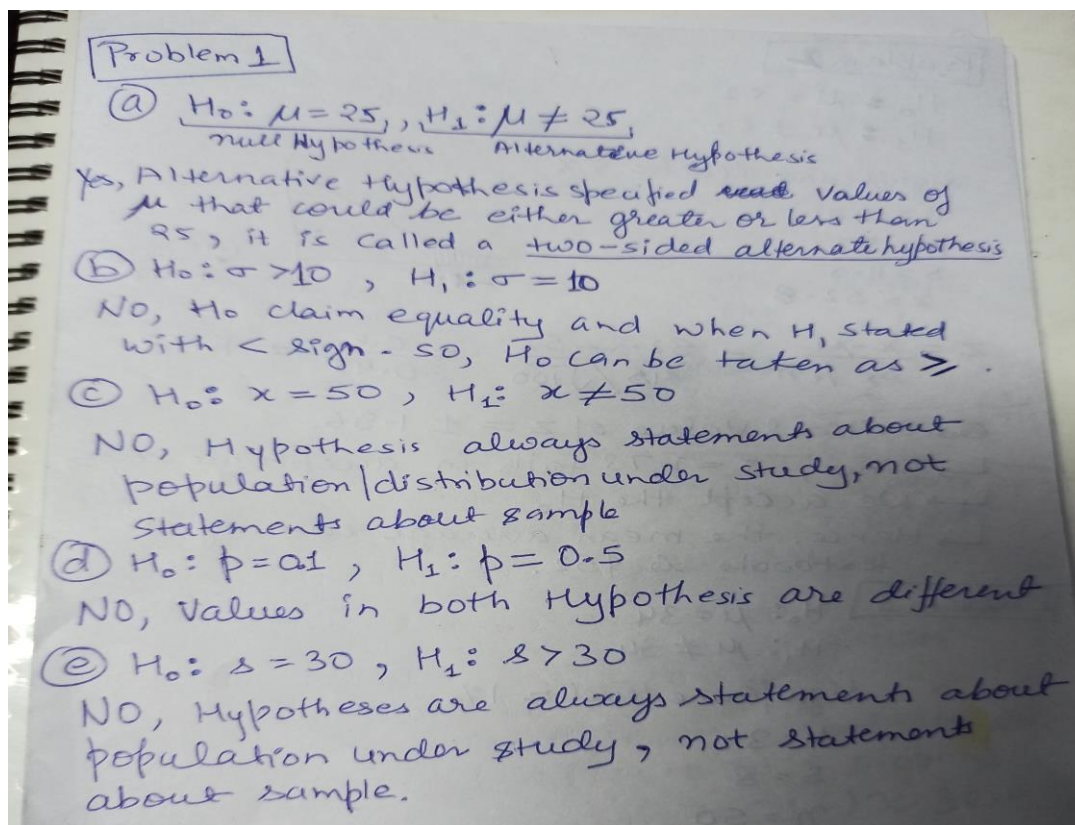 Problem 1
(a) H₀: μ = 25, , H₁: μ ≠ 25,
null Hypothesis Alternative Hypothesis
Yes, Alternative Hypothesis specified values of
μ that could be either greater or less than
25, it is called a two-sided alternate hypothesis
(b) H₀: σ >10 , H₁: σ = 10
NO, H₀ claim equality and when H₁ stated
with < sign. so, H₀ can be taken as ≥.
(c) H₀: x = 50 , H₁: x ≠ 50
NO, Hypothesis always statements about
population/distribution under study, not
statements about sample
(d) H₀: p = 0.1 , H₁: p = 0.5
NO, Values in both Hypothesis are different
(e) H₀: s = 30 , H₁: s > 30
NO, Hypotheses are always statements about
population under study, not statements
about sample.